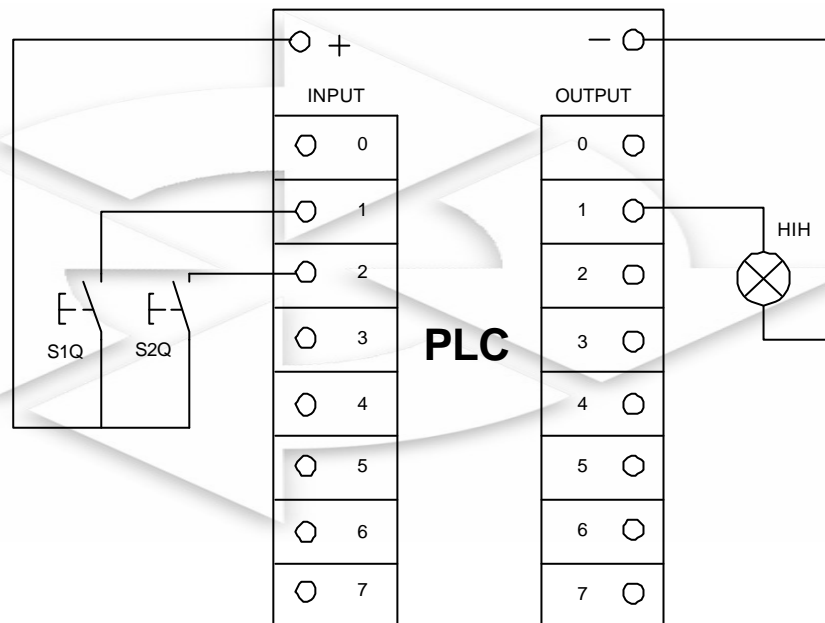 + −
INPUT OUTPUT
0 0
1 1
HIH
2 2
3 3
PLC
S1Q S2Q
4 4
5 5
6 6
7 7